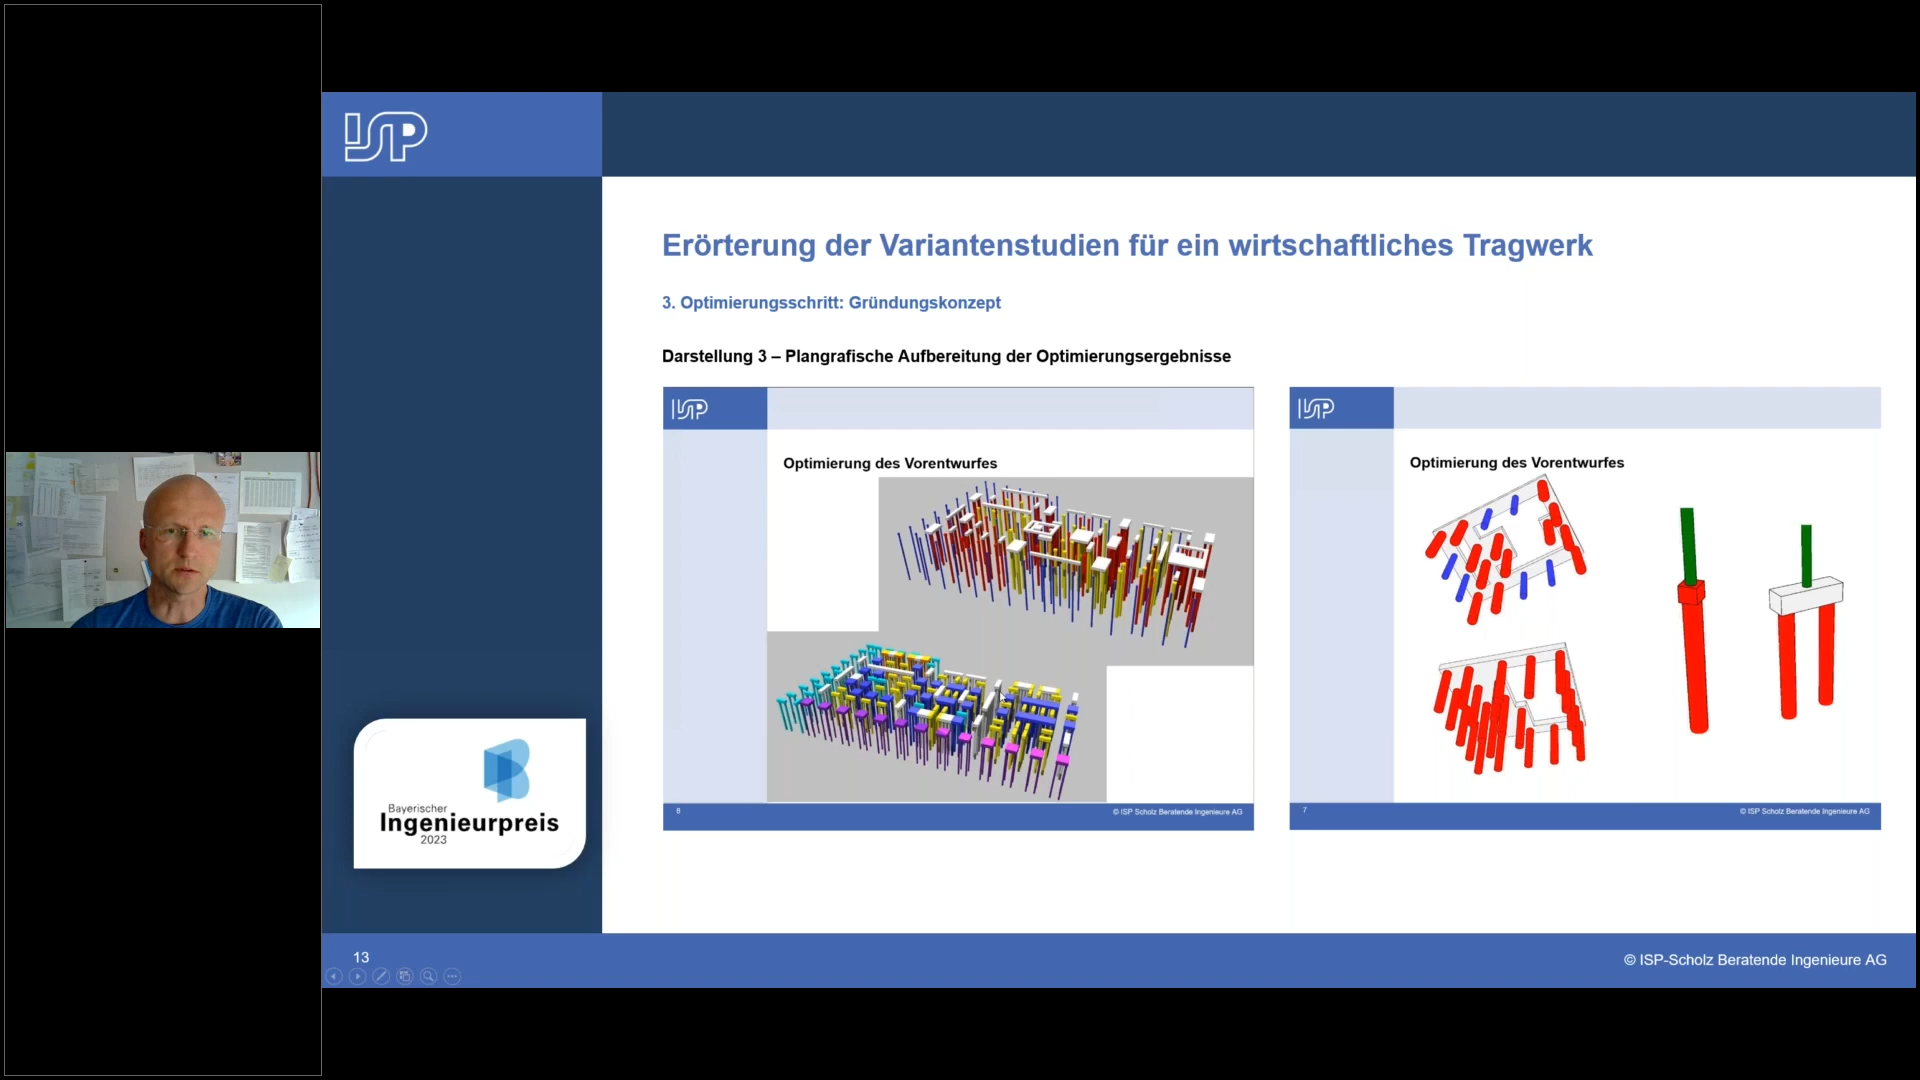 ISP
Erörterung der Variantenstudien für ein wirtschaftliches Tragwerk
3. Optimierungsschritt: Gründungskonzept
Darstellung 3 – Plangrafische Aufbereitung der Optimierungsergebnisse
ISP
Optimierung des Vorentwurfes
8
© ISP Scholz Beratende Ingenieure AG
ISP
Optimierung des Vorentwurfes
7
© ISP Scholz Beratende Ingenieure AG
Bayerischer
Ingenieurpreis
2023
13
© ISP-Scholz Beratende Ingenieure AG